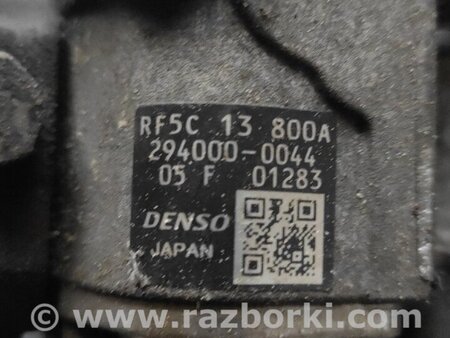 RF5C 13 800A
294000-0044
05 F 01283
DENSO
JAPAN
© www.razborki.com